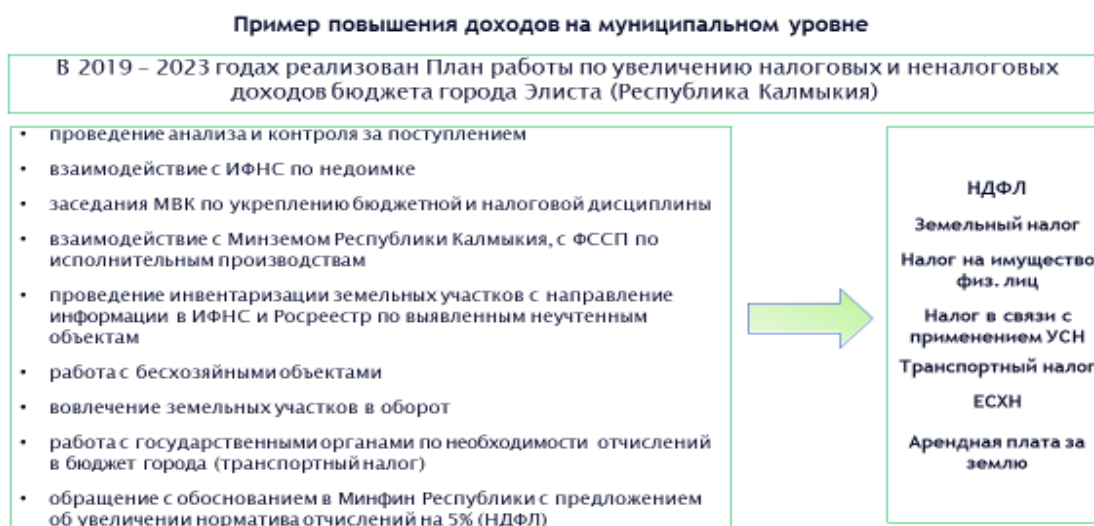 Пример повышения доходов на муниципальном уровне
В 2019 – 2023 годах реализован План работы по увеличению налоговых и неналоговых
доходов бюджета города Элиста (Республика Калмыкия)
• проведение анализа и контроля за поступлением
• взаимодействие с ИФНС по недоимке
• заседания МВК по укреплению бюджетной и налоговой дисциплины
• взаимодействие с Минземом Республики Калмыкия, с ФССП по
исполнительным производствам
• проведение инвентаризации земельных участков с направление
информации в ИФНС и Росреестр по выявленным неучтенным
объектам
• работа с бесхозяйными объектами
• вовлечение земельных участков в оборот
• работа с государственными органами по необходимости отчислений
в бюджет города (транспортный налог)
• обращение с обоснованием в Минфин Республики с предложением
об увеличении норматива отчислений на 5% (НДФЛ)
НДФЛ
Земельный налог
Налог на имущество
физ. лиц
Налог в связи с
применением УСН
Транспортный налог
ЕСХН
Арендная плата за
землю